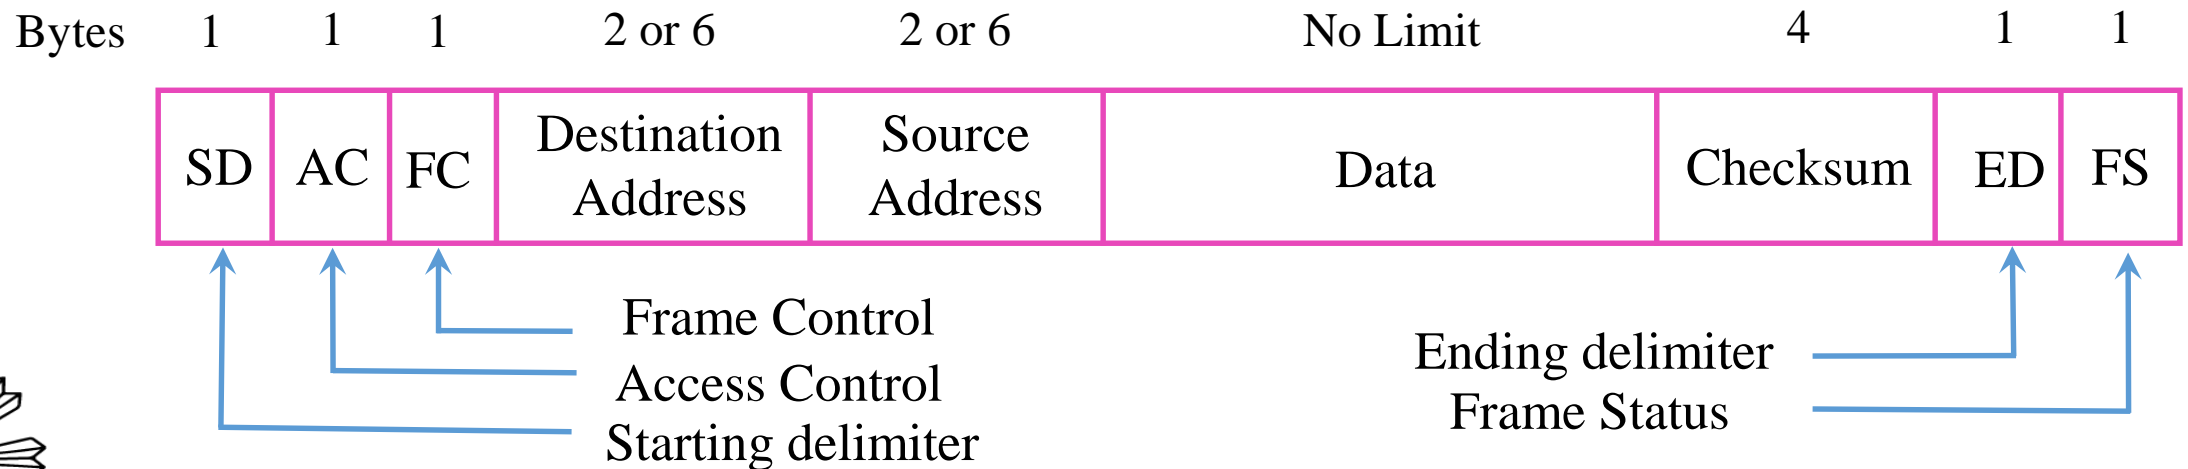 Bytes 1 1 1 2 or 6 2 or 6 No Limit 4 1 1
SD AC FC Destination Address Source Address Data Checksum ED FS
Frame Control
Access Control
Starting delimiter
Ending delimiter
Frame Status